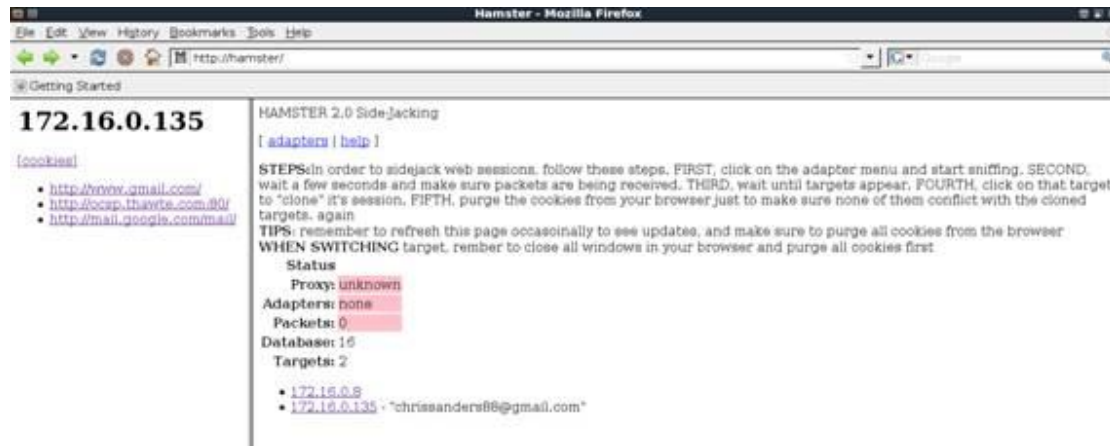 Hamster - Mozilla Firefox
File Edit View History Bookmarks Tools Help
http://hamster/
Getting Started
172.16.0.135
[cookies]
http://www.gmail.com/
http://ocsp.thawte.com:80/
http://mail.google.com/mail/
HAMSTER 2.0 Side-Jacking
[ adapters | help ]
STEPS:In order to sidejack web sessions, follow these steps. FIRST, click on the adapter menu and start sniffing. SECOND,
wait a few seconds and make sure packets are being received. THIRD, wait until targets appear. FOURTH, click on that target
to "clone" it's session. FIFTH, purge the cookies from your browser just to make sure none of them conflict with the cloned
targets. again
TIPS: remember to refresh this page occasoinally to see updates, and make sure to purge all cookies from the browser
WHEN SWITCHING target, rember to close all windows in your browser and purge all cookies first
Status
Proxy: unknown
Adapters: none
Packets: 0
Database: 16
Targets: 2
172.16.0.8
172.16.0.135 - "chrissanders88@gmail.com"